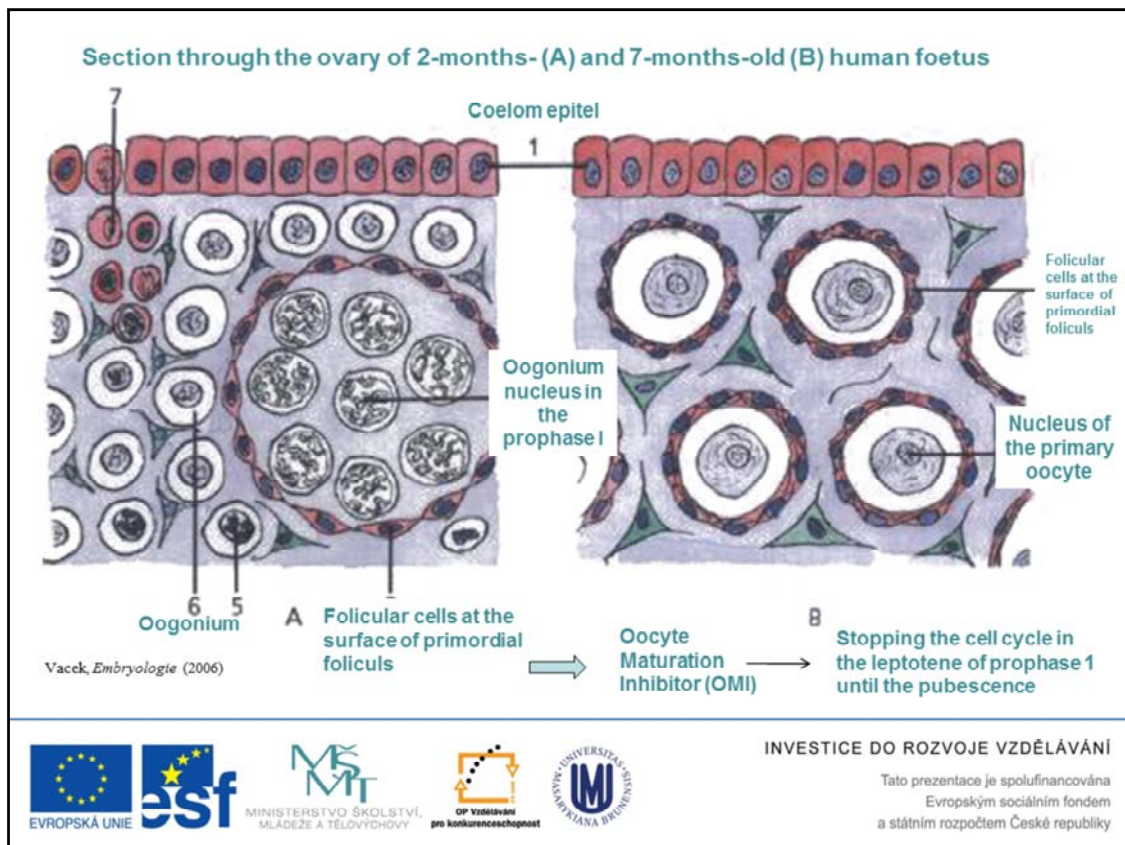 Section through the ovary of 2-months- (A) and 7-months-old (B) human foetus
7
Coelom epitel
1
Folicular
cells at the
surface of
primordial
foliculs
Oogonium
nucleus in
the
prophase I
Nucleus of
the primary
oocyte
6
5
Oogonium
A
Folicular cells at the
surface of primordial
foliculs
Oocyte
Maturation
Inhibitor (OMI)
B
Stopping the cell cycle in
the leptotene of prophase 1
until the pubescence
Vacek, Embryologie (2006)
EVROPSKÁ UNIE
esf
MŠMT
MINISTERSTVO ŠKOLSTVÍ,
MLÁDEŽE A TĚLOVÝCHOVY
OP Vzdělávání
pro konkurenceschopnost
UNIVERSITAS
MASARYKIANA BRUNENSIS
INVESTICE DO ROZVOJE VZDĚLÁVÁNÍ
Tato prezentace je spolufinancována
Evropským sociálním fondem
a státním rozpočtem České republiky